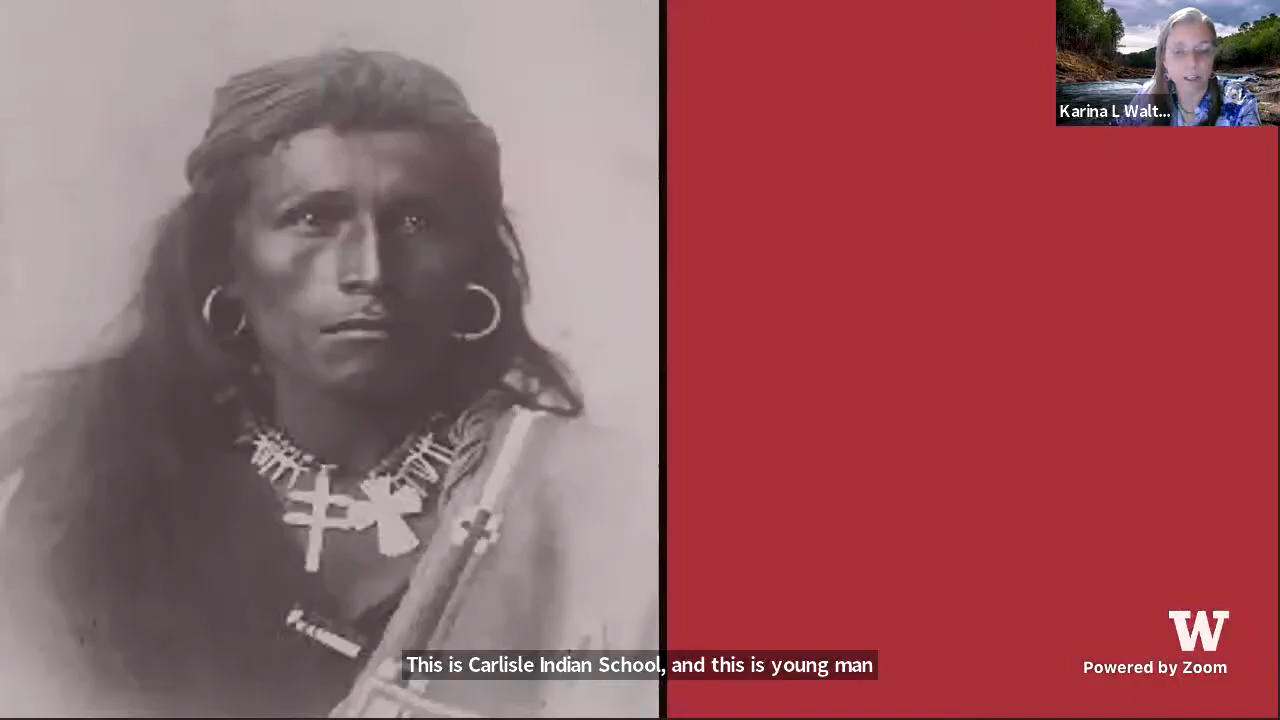 Karina L Walt...
This is Carlisle Indian School, and this is young man
W
Powered by Zoom